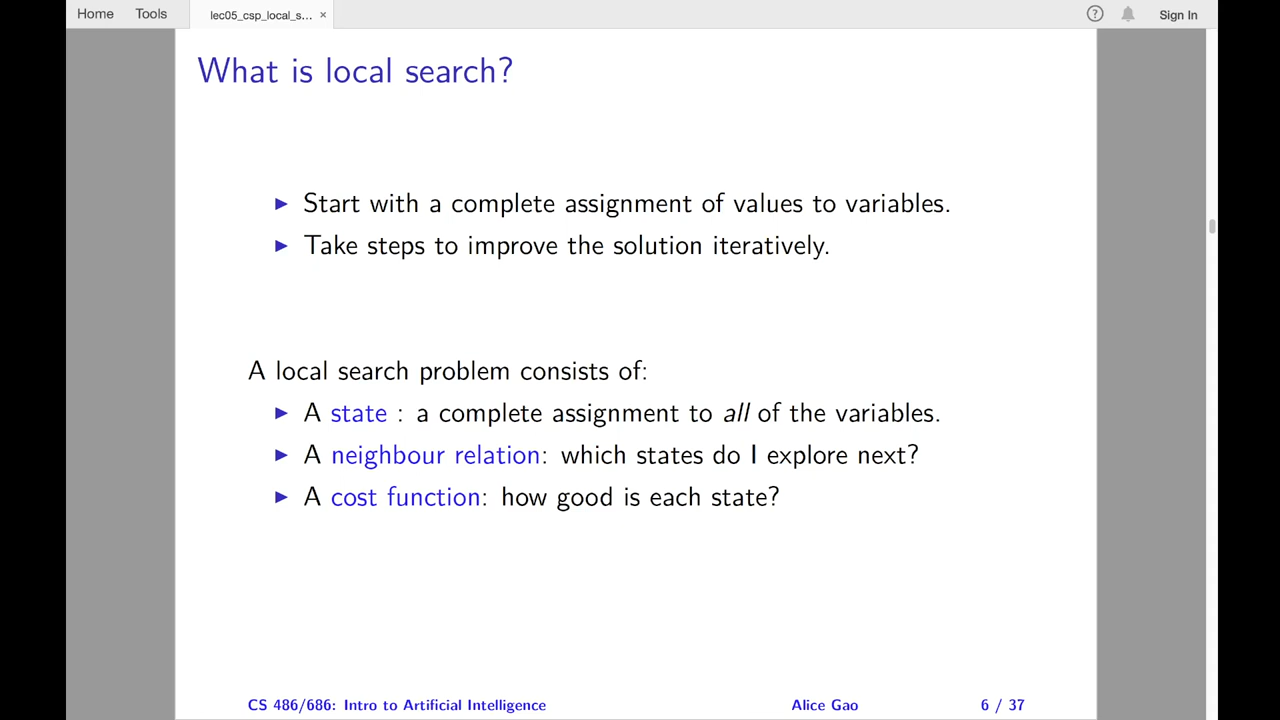 Home Tools lec05_csp_local_s... × ? Sign In
What is local search?
▶ Start with a complete assignment of values to variables.
▶ Take steps to improve the solution iteratively.
A local search problem consists of:
▶ A state : a complete assignment to all of the variables.
▶ A neighbour relation: which states do I explore next?
▶ A cost function: how good is each state?
CS 486/686: Intro to Artificial Intelligence Alice Gao 6 / 37